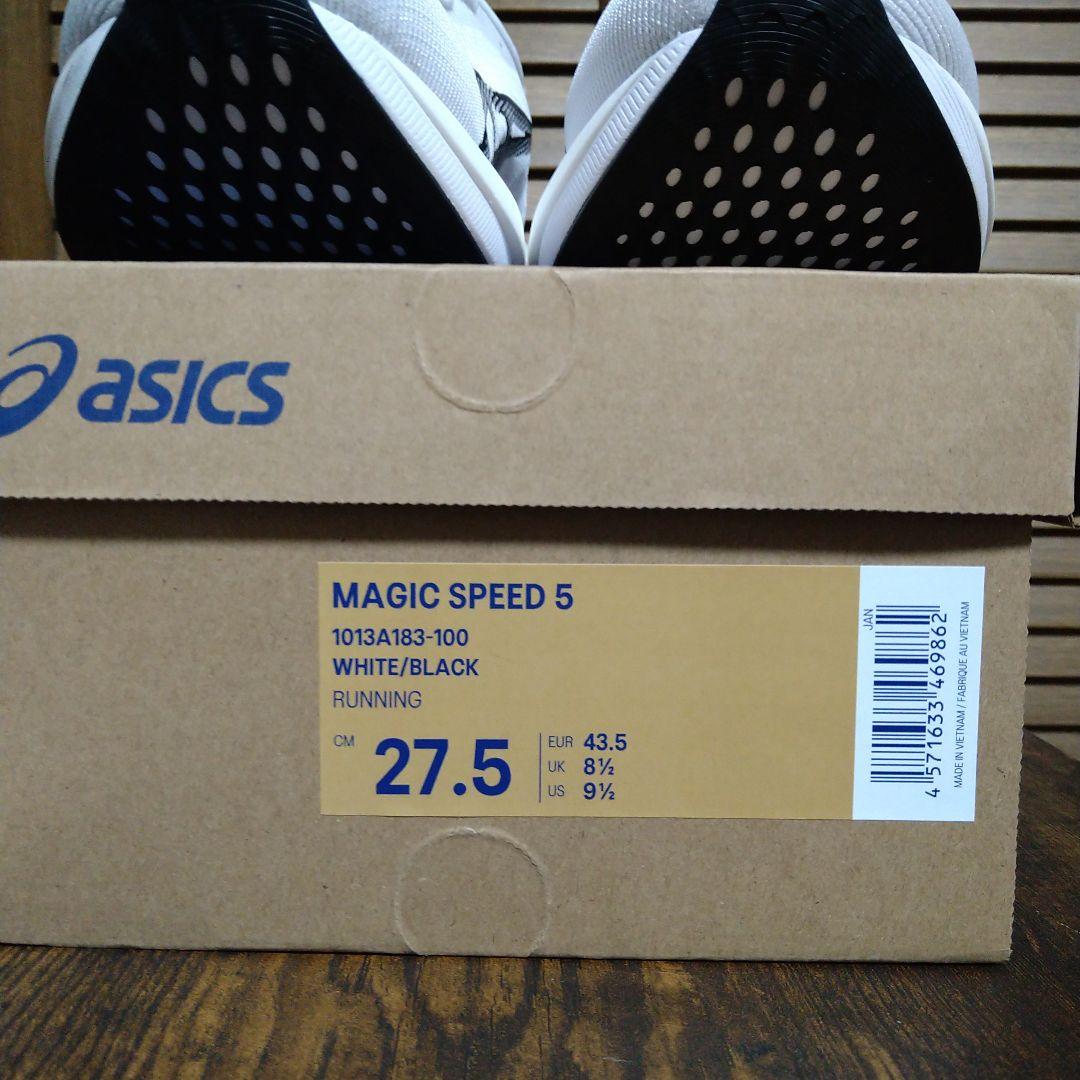 asics
MAGIC SPEED 5
1013A183-100
WHITE/BLACK
RUNNING
CM 27.5
EUR 43.5
UK 8½
US 9½
JAN
4 571633 469862
MADE IN VIETNAM / FABRIQUE AU VIETNAM